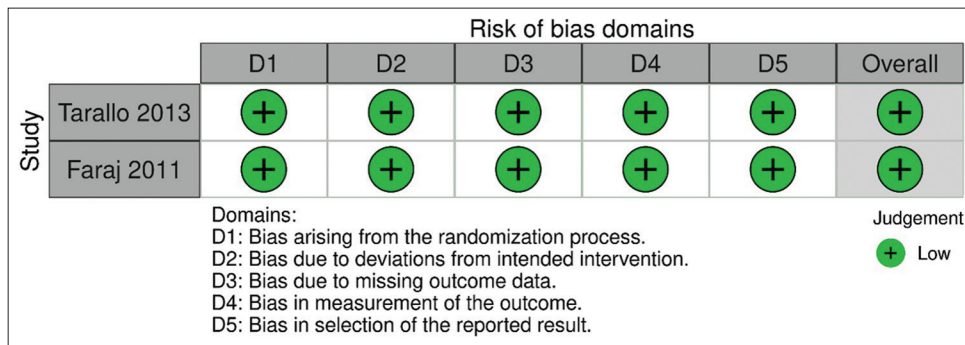 Risk of bias domains
D1 D2 D3 D4 D5 Overall
Study
Tarallo 2013 + + + + + +
Faraj 2011 + + + + + +
Domains:
D1: Bias arising from the randomization process.
D2: Bias due to deviations from intended intervention.
D3: Bias due to missing outcome data.
D4: Bias in measurement of the outcome.
D5: Bias in selection of the reported result.
Judgement
+ Low